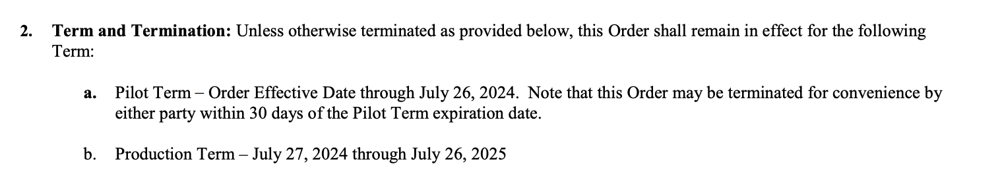 2. Term and Termination: Unless otherwise terminated as provided below, this Order shall remain in effect for the following
Term:
a. Pilot Term – Order Effective Date through July 26, 2024.  Note that this Order may be terminated for convenience by
either party within 30 days of the Pilot Term expiration date.
b. Production Term – July 27, 2024 through July 26, 2025